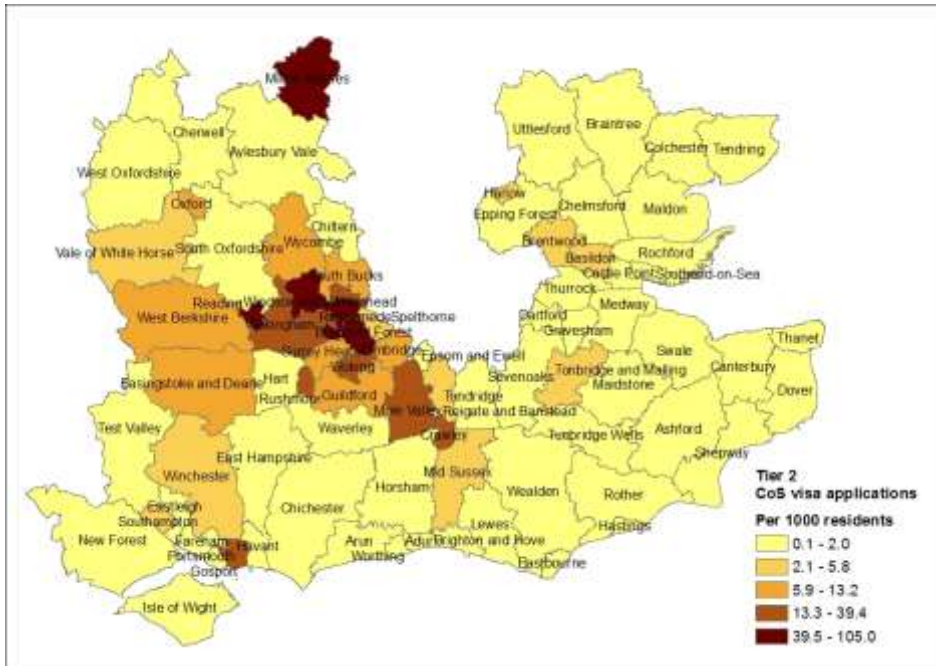 Cherwell
Aylesbury Vale
West Oxfordshire
Oxford
Vale of White Horse
South Oxfordshire
Wycombe
Chiltern
South Bucks
Reading
West Berkshire
Spelthorne
Basingstoke and Deane
Hart
Rushmoor
Guildford
Woking
Epsom and Ewell
Mole Valley
Tandridge
Reigate and Banstead
Waverley
Crawley
Test Valley
Winchester
East Hampshire
Chichester
Horsham
Mid Sussex
Eastleigh
Southampton
New Forest
Fareham
Portsmouth
Gosport
Havant
Isle of Wight
Arun
Worthing
Adur
Brighton and Hove
Lewes
Eastbourne
Wealden
Rother
Hastings
Uttlesford
Braintree
Colchester
Tendring
Harlow
Epping Forest
Chelmsford
Maldon
Brentwood
Basildon
Rochford
Castle Point
Southend-on-Sea
Thurrock
Medway
Dartford
Gravesham
Sevenoaks
Tonbridge and Malling
Maidstone
Swale
Canterbury
Thanet
Dover
Tunbridge Wells
Ashford
Shepway
Tier 2
CoS visa applications
Per 1000 residents
0.1 - 2.0
2.1 - 5.8
5.9 - 13.2
13.3 - 39.4
39.5 - 105.0